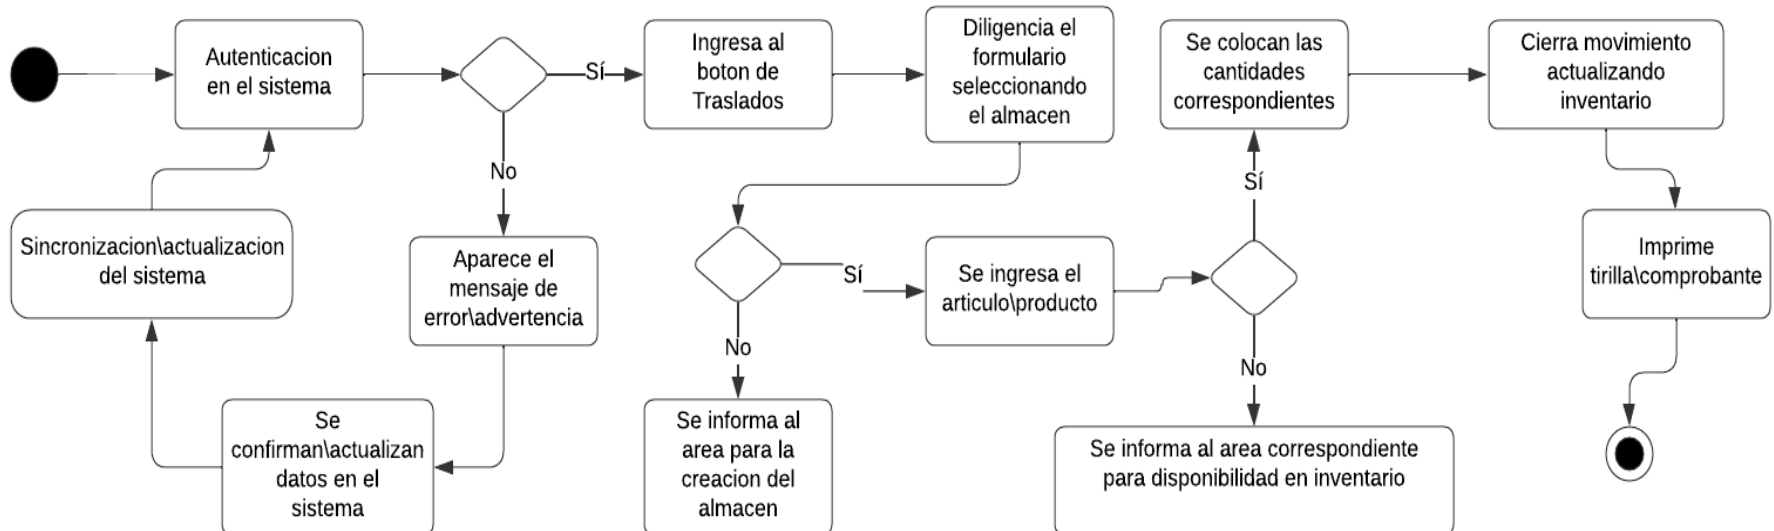 Autenticacion
en el sistema
Sí
Ingresa al
boton de
Traslados
Diligencia el
formulario
seleccionando
el almacen
Se colocan las
cantidades
correspondientes
Cierra movimiento
actualizando
inventario
No
Sí
Sincronizacion\actualizacion
del sistema
Aparece el
mensaje de
error\advertencia
Sí
Se ingresa el
articulo\producto
Imprime
tirilla\comprobante
No
No
Se
confirman\actualizan
datos en el
sistema
Se informa al
area para la
creacion del
almacen
Se informa al area correspondiente
para disponibilidad en inventario